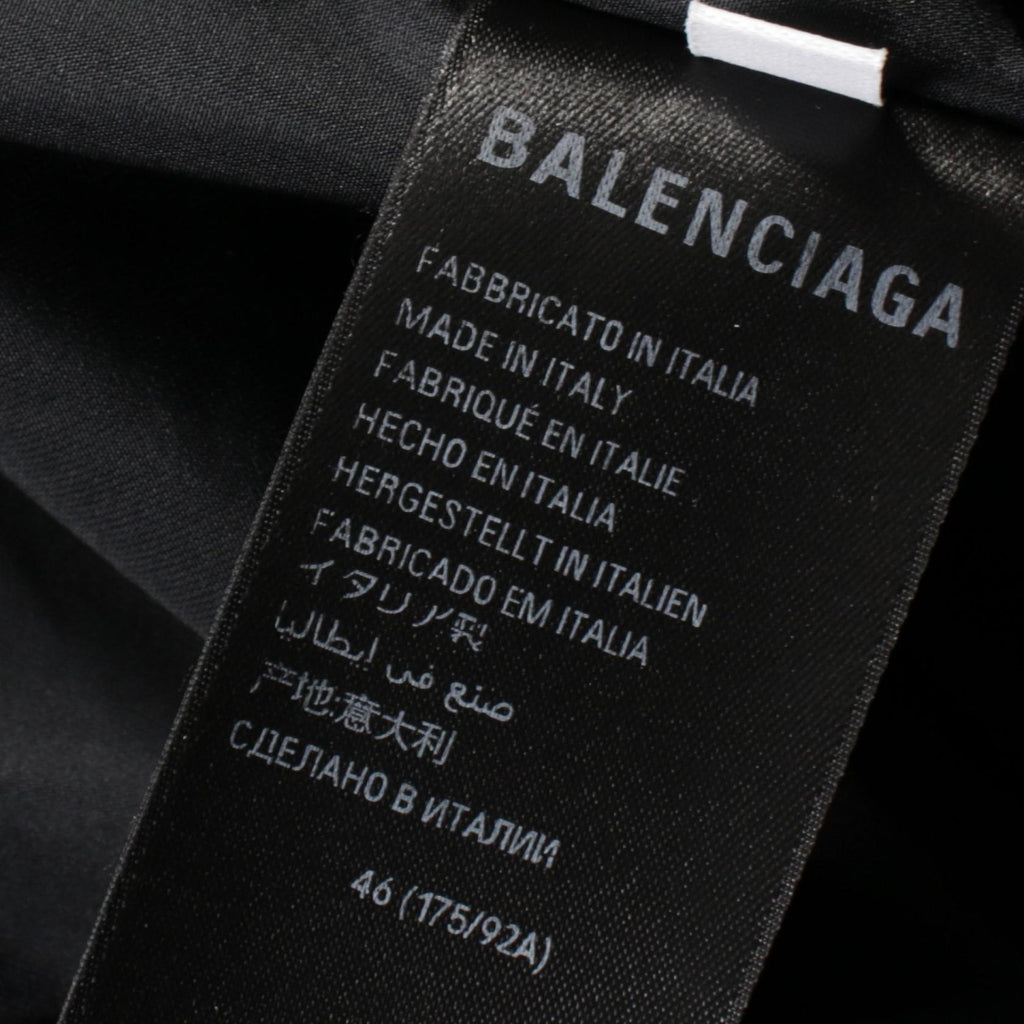 BALENCIAGA
FABBRICATO IN ITALIA
MADE IN ITALY
FABRIQUÉ EN ITALIE
HECHO EN ITALIA
HERGESTELLT IN ITALIEN
FABRICADO EM ITALIA
イタリア製
صنع في إيطاليا
产地:意大利
СДЕЛАНО В ИТАЛИИ
46 (175/92A)